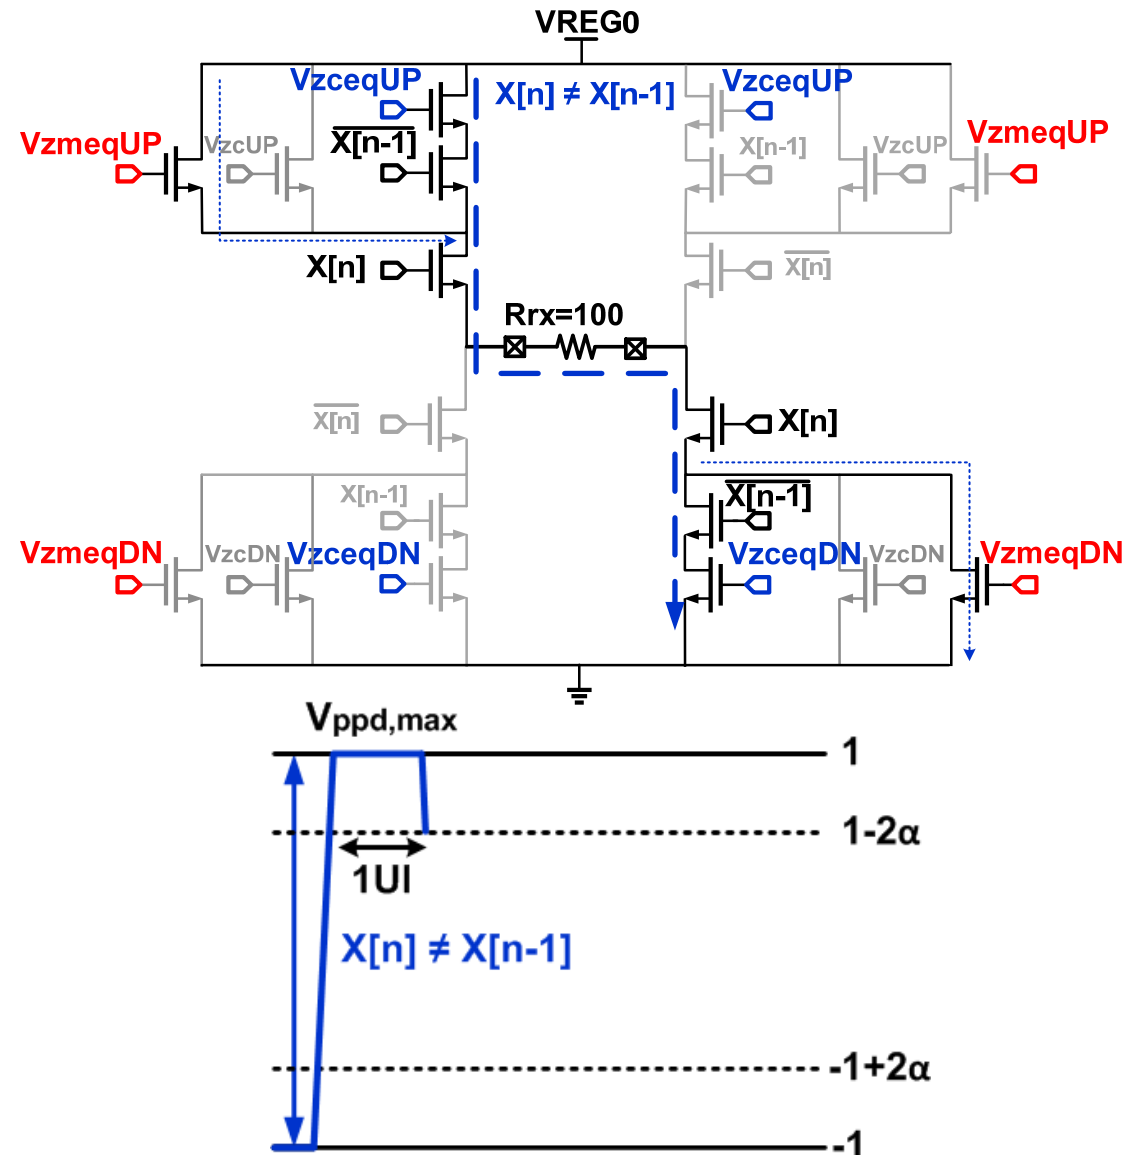 VREG0
VzceqUP
X[n] ≠ X[n-1]
VzceqUP
VzmeqUP
VzcUP
X̅[̅n̅-̅1̅]̅
X[n-1]
VzcUP
VzmeqUP
X[n]
X̅[̅n̅]̅
Rrx=100
X̅[̅n̅]̅
X[n]
X[n-1]
X̅[̅n̅-̅1̅]̅
VzmeqDN
VzcDN
VzceqDN
VzceqDN
VzcDN
VzmeqDN
Vppd,max
1
1-2α
1UI
X[n] ≠ X[n-1]
-1+2α
-1